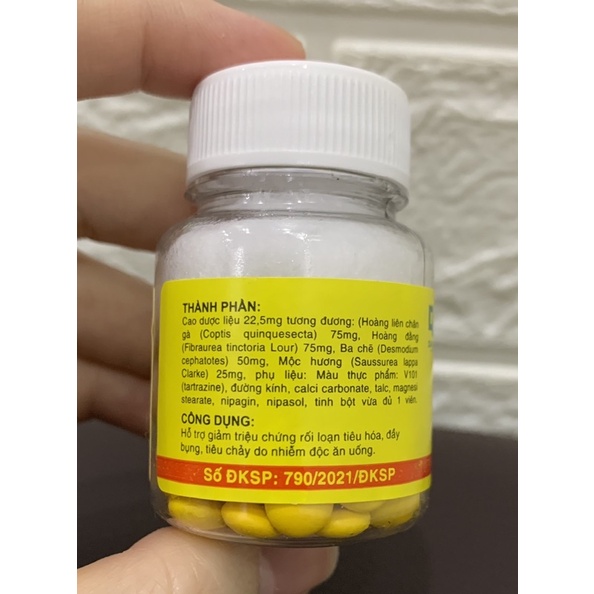 THÀNH PHẦN:
Cao dược liệu 22,5mg tương đương: (Hoàng liên chân
gà (Coptis quinquesecta) 75mg, Hoàng đằng
(Fibraurea tinctoria Lour) 75mg, Ba chẽ (Desmodium
cephatotes) 50mg, Mộc hương (Saussurea lappa
Clarke) 25mg, phụ liệu: Màu thực phẩm: V101
(tartrazine), đường kính, calci carbonate, talc, magnesi
stearate, nipagin, nipasol, tinh bột vừa đủ 1 viên.
CÔNG DỤNG:
Hỗ trợ giảm triệu chứng rối loạn tiêu hóa, đầy
bụng, tiêu chảy do nhiễm độc ăn uống.
Số ĐKSP: 790/2021/ĐKSP